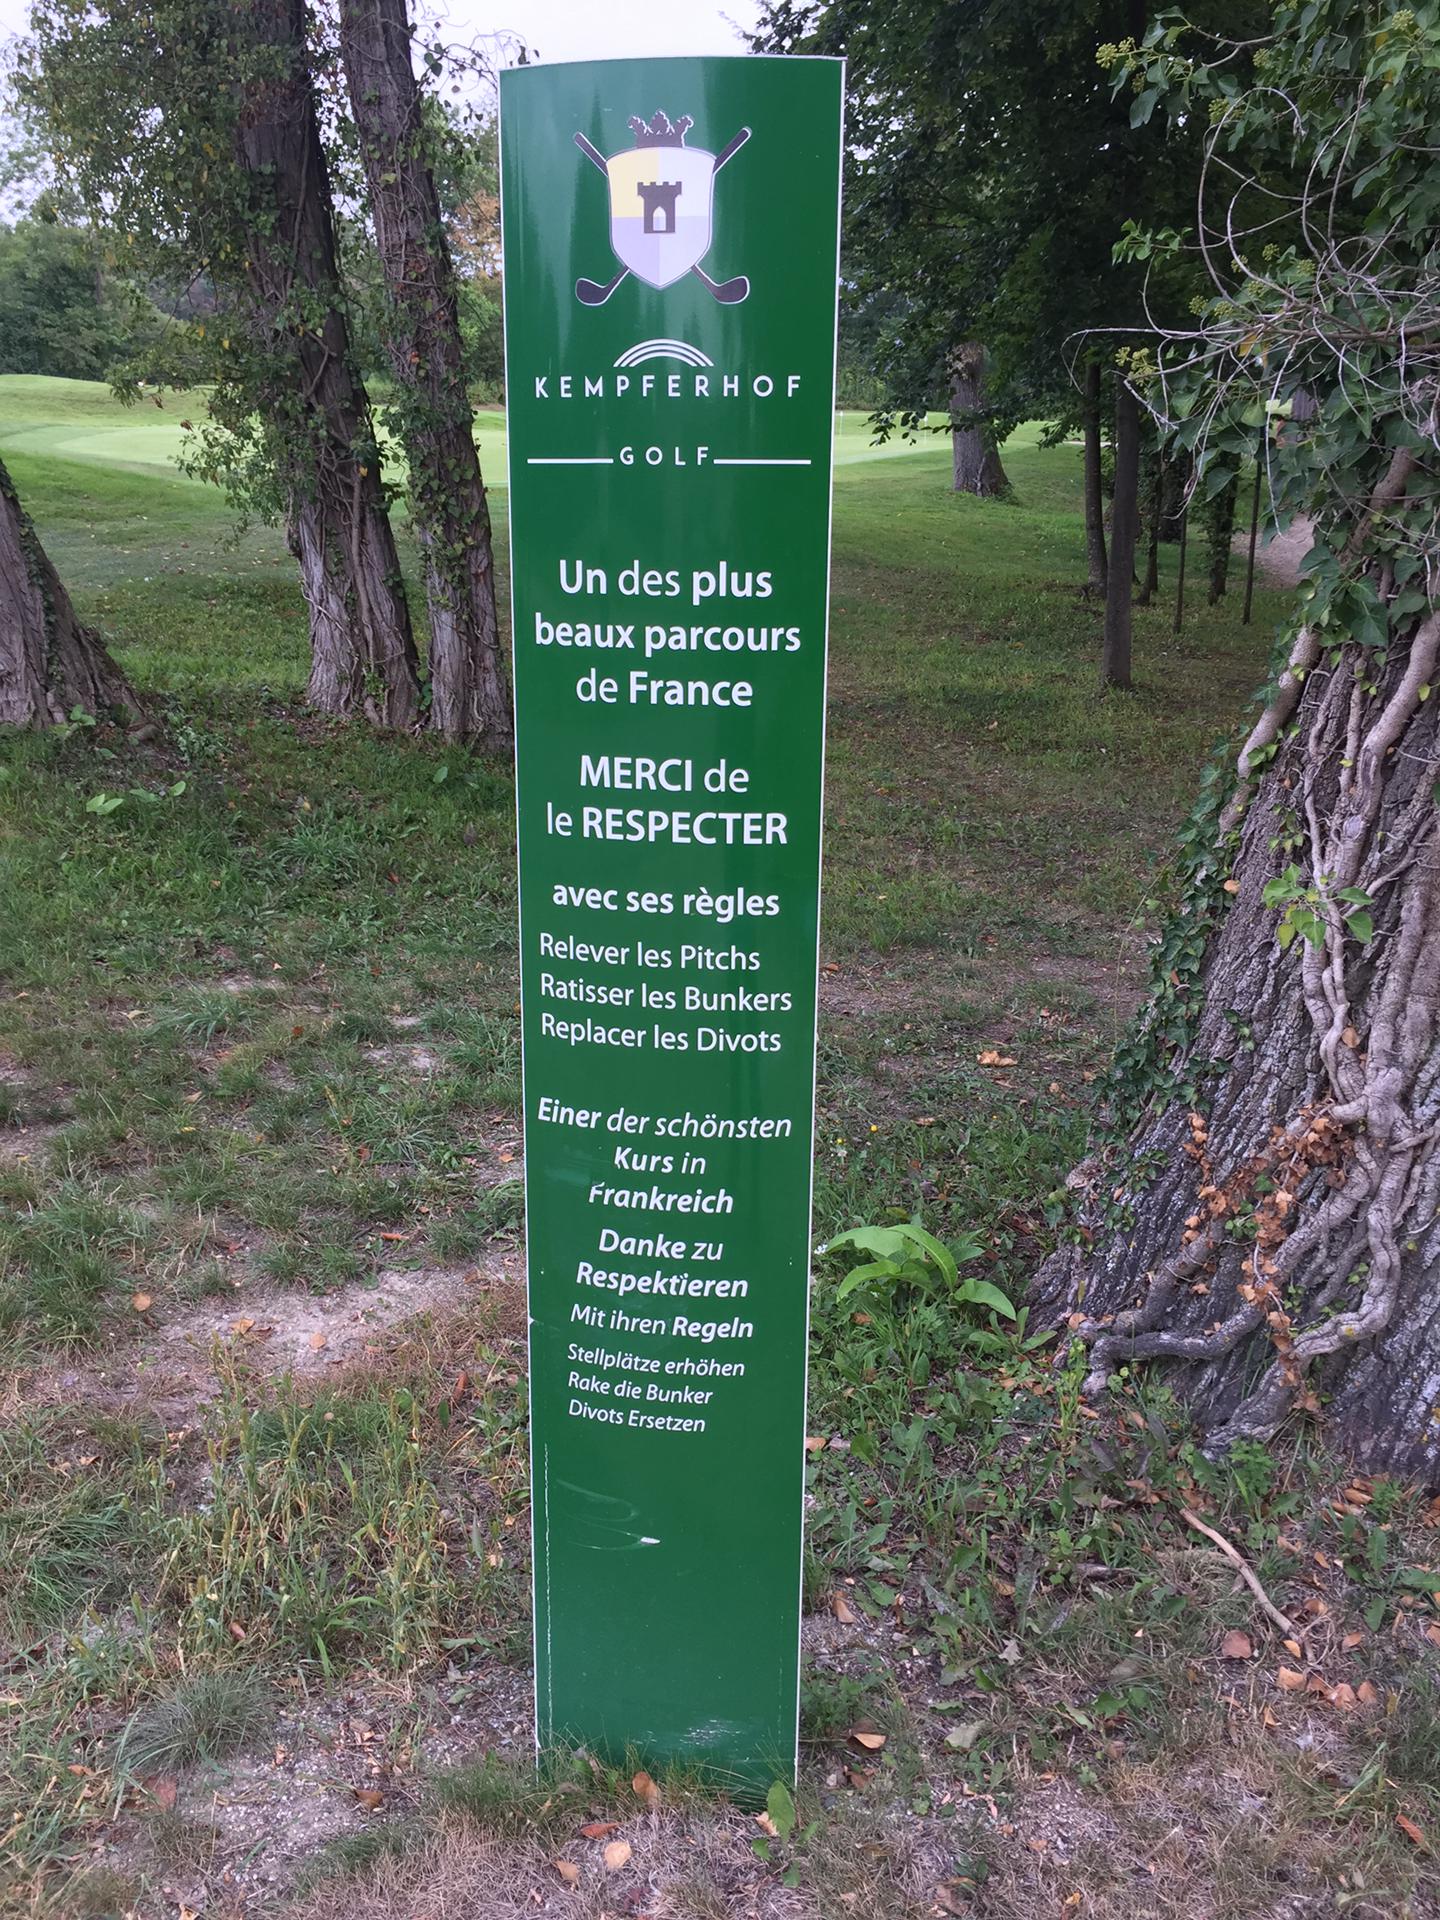 KEMPFERHOF
GOLF
Un des plus
beaux parcours
de France
MERCI de
le RESPECTER
avec ses règles
Relever les Pitchs
Ratisser les Bunkers
Replacer les Divots
Einer der schönsten
Kurs in
Frankreich
Danke zu
Respektieren
Mit ihren Regeln
Stellplätze erhöhen
Rake die Bunker
Divots Ersetzen